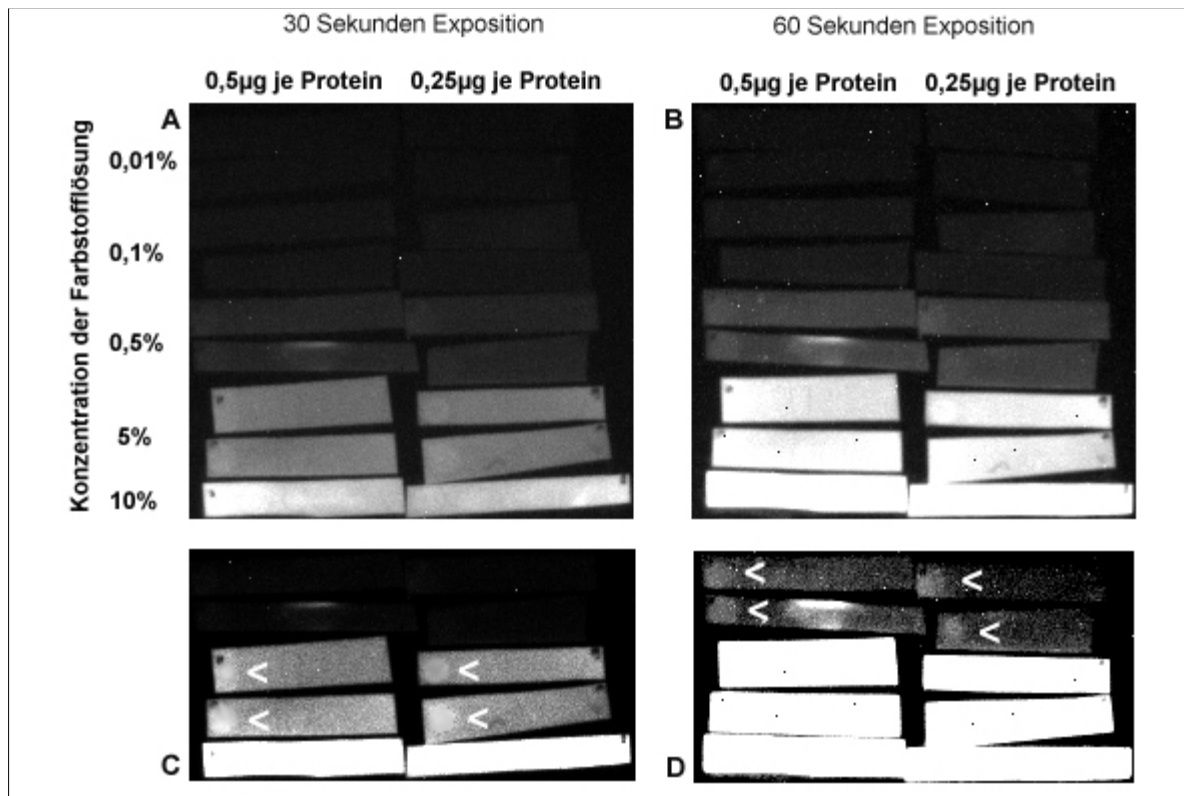 30 Sekunden Exposition
60 Sekunden Exposition
0,5µg je Protein
0,25µg je Protein
0,5µg je Protein
0,25µg je Protein
A
B
Konzentration der Farbstofflösung
0,01%
0,1%
0,5%
5%
10%
<
<
<
<
<
<
<
<
C
D